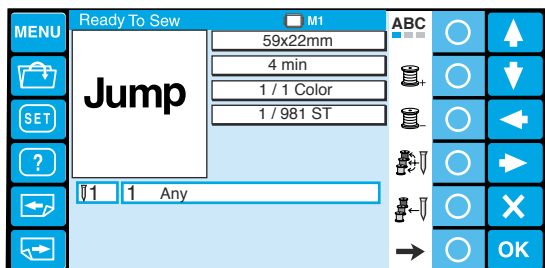 MENU
Ready To Sew M1
ABC
59x22mm
4 min
Jump
1 / 1 Color
1 / 981 ST
SET
?
1 1 Any
+
-
X
OK